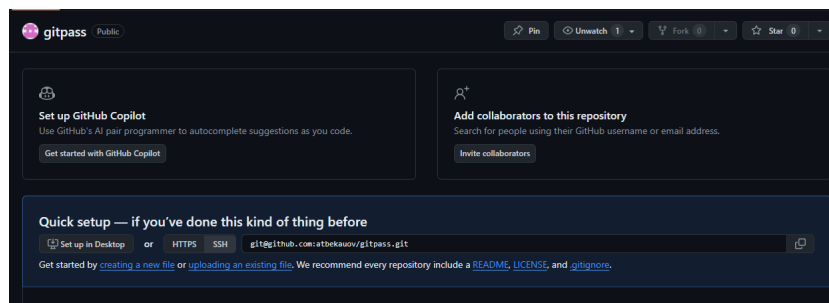 gitpass Public Pin Unwatch 1 Fork 0 Star 0
Set up GitHub Copilot
Use GitHub's AI pair programmer to autocomplete suggestions as you code.
Get started with GitHub Copilot
Add collaborators to this repository
Search for people using their GitHub username or email address.
Invite collaborators
Quick setup — if you've done this kind of thing before
Set up in Desktop or HTTPS SSH git@github.com:atbekauov/gitpass.git
Get started by creating a new file or uploading an existing file. We recommend every repository include a README, LICENSE, and .gitignore.